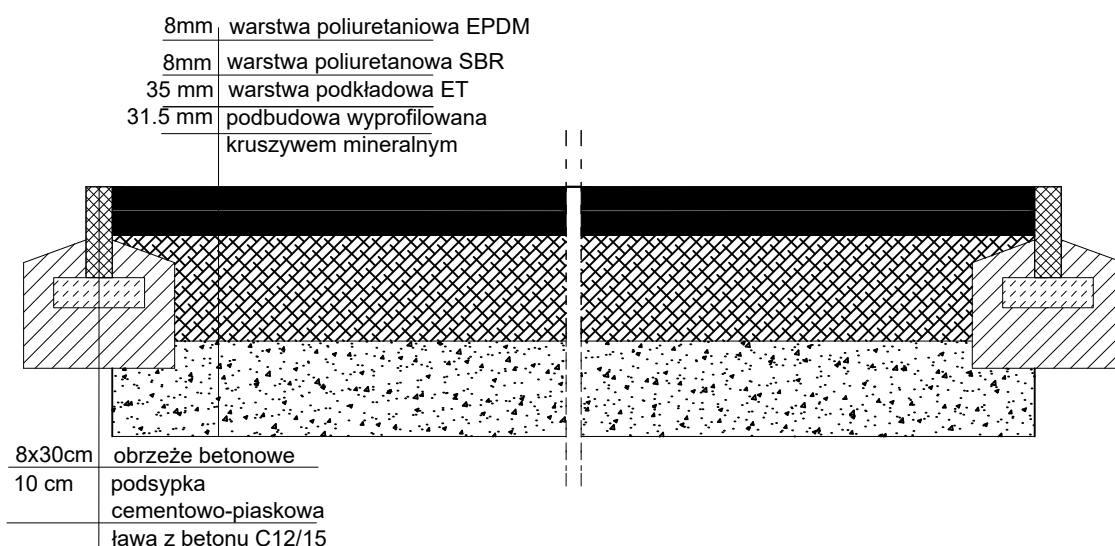 8mm warstwa poliuretaniowa EPDM
8mm warstwa poliuretanowa SBR
35 mm warstwa podkładowa ET
31.5 mm podbudowa wyprofilowana
kruszywem mineralnym
8x30cm obrzeże betonowe
10 cm podsypka
cementowo-piaskowa
ława z betonu C12/15